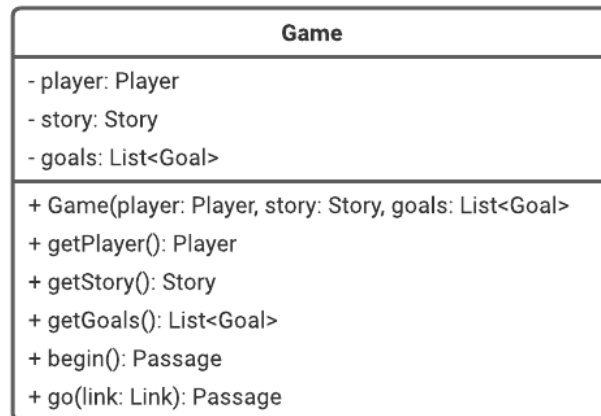 Game
- player: Player
- story: Story
- goals: List<Goal>
+ Game(player: Player, story: Story, goals: List<Goal>
+ getPlayer(): Player
+ getStory(): Story
+ getGoals(): List<Goal>
+ begin(): Passage
+ go(link: Link): Passage